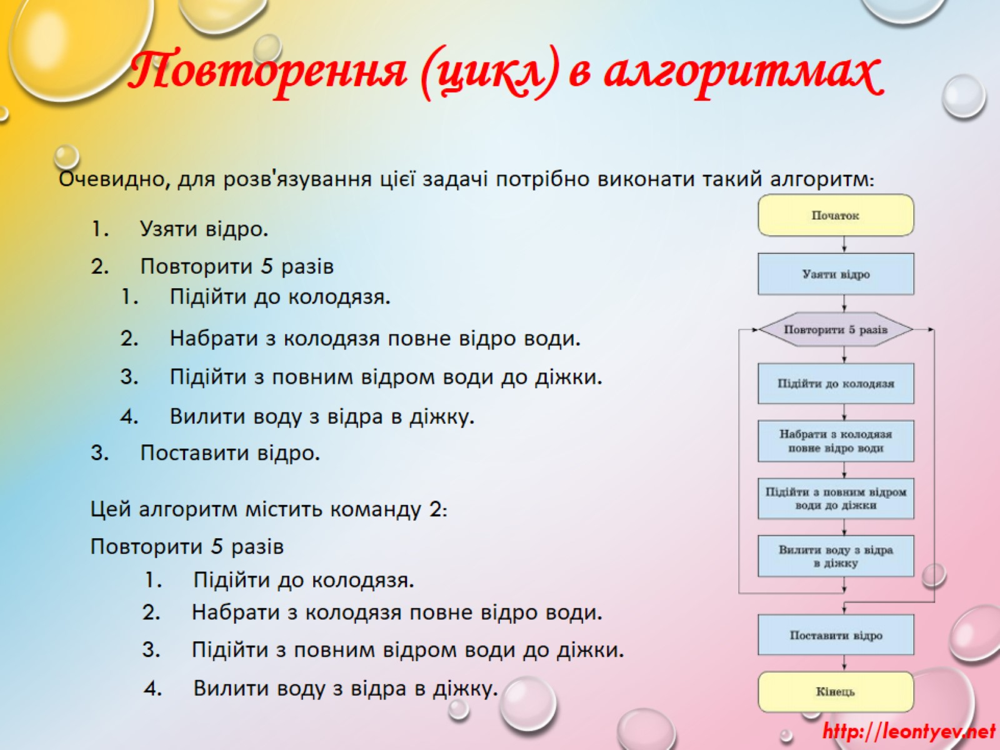 Повторення (цикл) в алгоритмах
Очевидно, для розв'язування цієї задачі потрібно виконати такий алгоритм:
1. Узяти відро.
2. Повторити 5 разів
1. Підійти до колодязя.
2. Набрати з колодязя повне відро води.
3. Підійти з повним відром води до діжки.
4. Вилити воду з відра в діжку.
3. Поставити відро.
Цей алгоритм містить команду 2:
Повторити 5 разів
1. Підійти до колодязя.
2. Набрати з колодязя повне відро води.
3. Підійти з повним відром води до діжки.
4. Вилити воду з відра в діжку.
Початок
Узяти відро
Повторити 5 разів
Підійти до колодязя
Набрати з колодязя
повне відро води
Підійти з повним відром
води до діжки
Вилити воду з відра
в діжку
Поставити відро
Кінець
http://leontyev.net